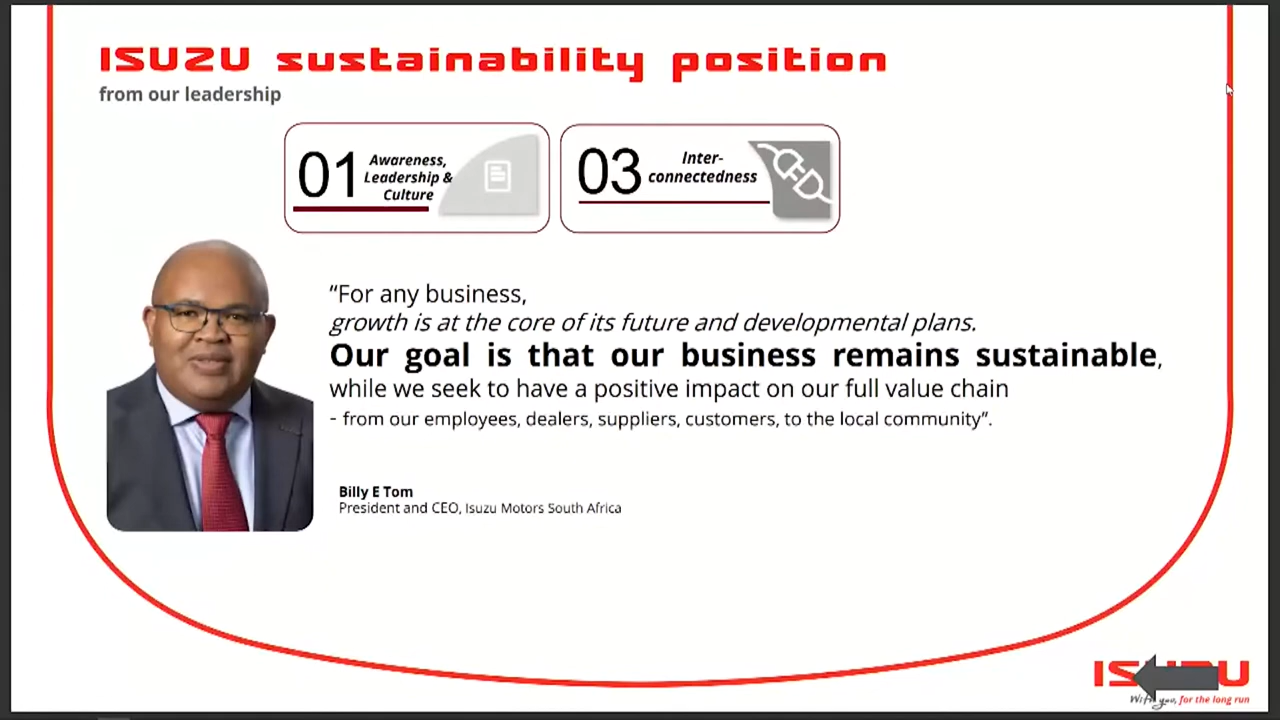 ISUZU sustainability position
from our leadership
01 Awareness,
Leadership &
Culture
03 Inter-
connectedness
“For any business,
growth is at the core of its future and developmental plans.
Our goal is that our business remains sustainable,
while we seek to have a positive impact on our full value chain
- from our employees, dealers, suppliers, customers, to the local community”.
Billy E Tom
President and CEO, Isuzu Motors South Africa
With you, for the long run